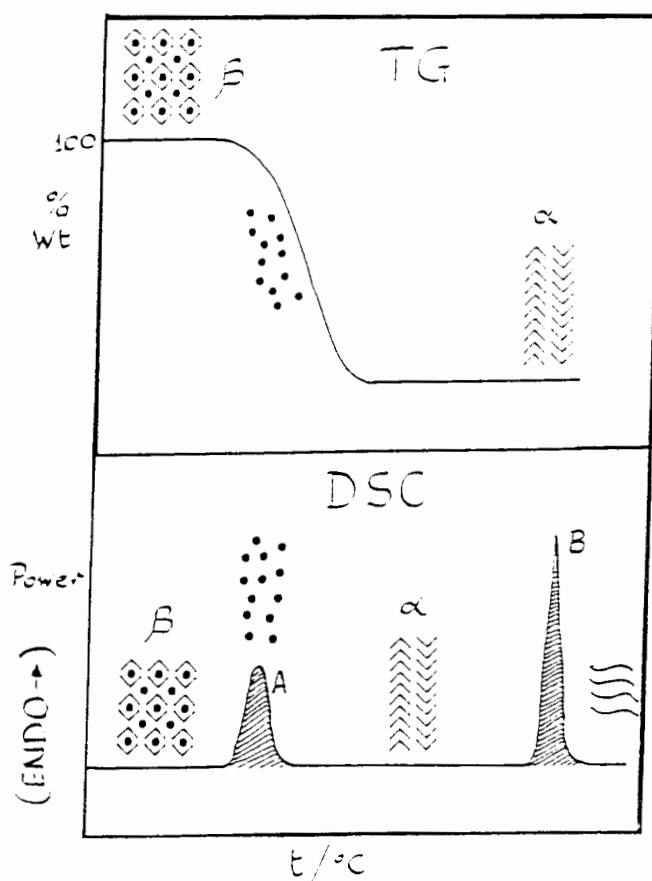 TG
β
100
%
Wt
α
DSC
Power
β
A
α
B
(ENDO→)
t/°C